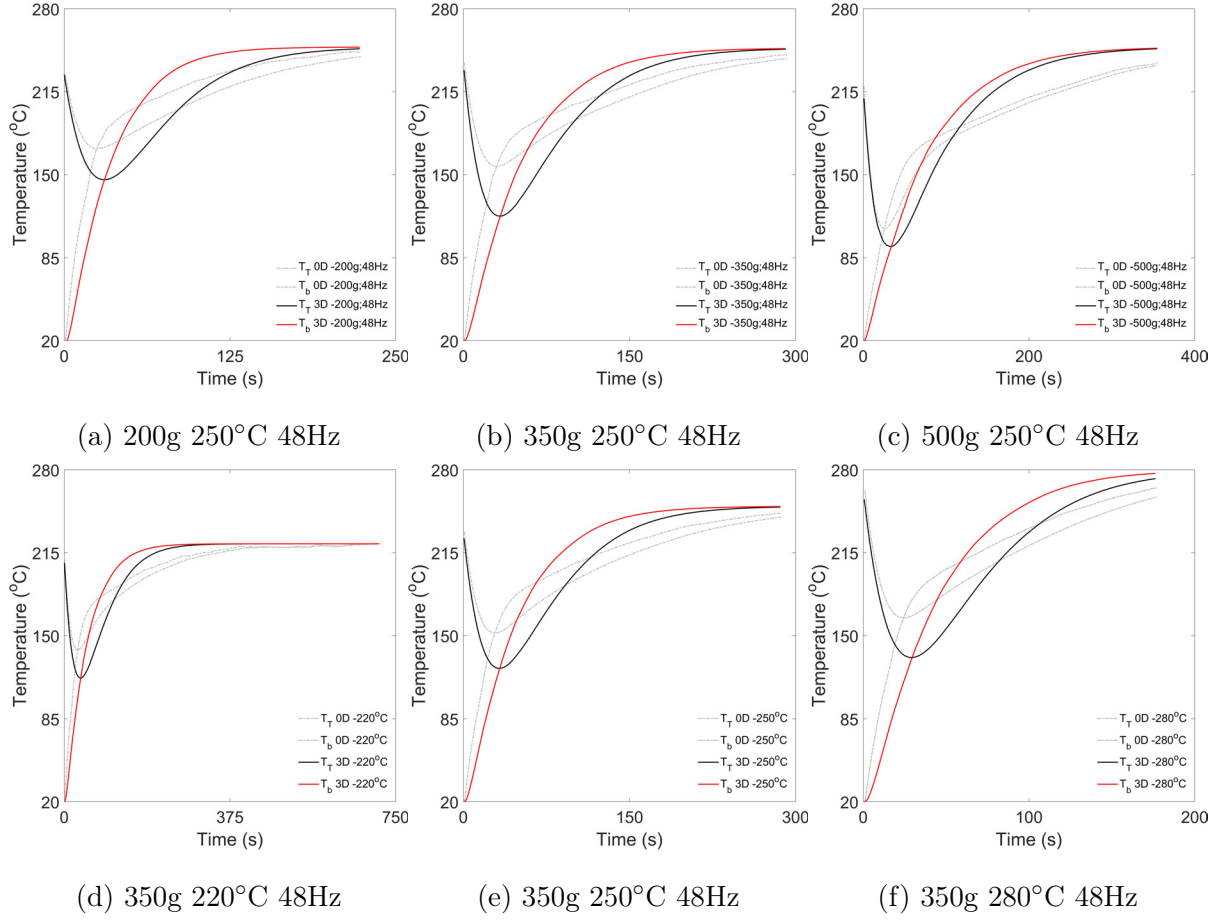 280
215
150
85
20
Temperature (°C)
T_T 0D -200g;48Hz
T_b 0D -200g;48Hz
T_T 3D -200g;48Hz
T_b 3D -200g;48Hz
0 125 250
Time (s)
(a) 200g 250°C 48Hz
280
215
150
85
20
Temperature (°C)
T_T 0D -350g;48Hz
T_b 0D -350g;48Hz
T_T 3D -350g;48Hz
T_b 3D -350g;48Hz
0 150 300
Time (s)
(b) 350g 250°C 48Hz
280
215
150
85
20
Temperature (°C)
T_T 0D -500g;48Hz
T_b 0D -500g;48Hz
T_T 3D -500g;48Hz
T_b 3D -500g;48Hz
0 200 400
Time (s)
(c) 500g 250°C 48Hz
280
215
150
85
20
Temperature (°C)
T_T 0D -220°C
T_b 0D -220°C
T_T 3D -220°C
T_b 3D -220°C
0 375 750
Time (s)
(d) 350g 220°C 48Hz
280
215
150
85
20
Temperature (°C)
T_T 0D -250°C
T_b 0D -250°C
T_T 3D -250°C
T_b 3D -250°C
0 150 300
Time (s)
(e) 350g 250°C 48Hz
280
215
150
85
20
Temperature (°C)
T_T 0D -280°C
T_b 0D -280°C
T_T 3D -280°C
T_b 3D -280°C
0 100 200
Time (s)
(f) 350g 280°C 48Hz